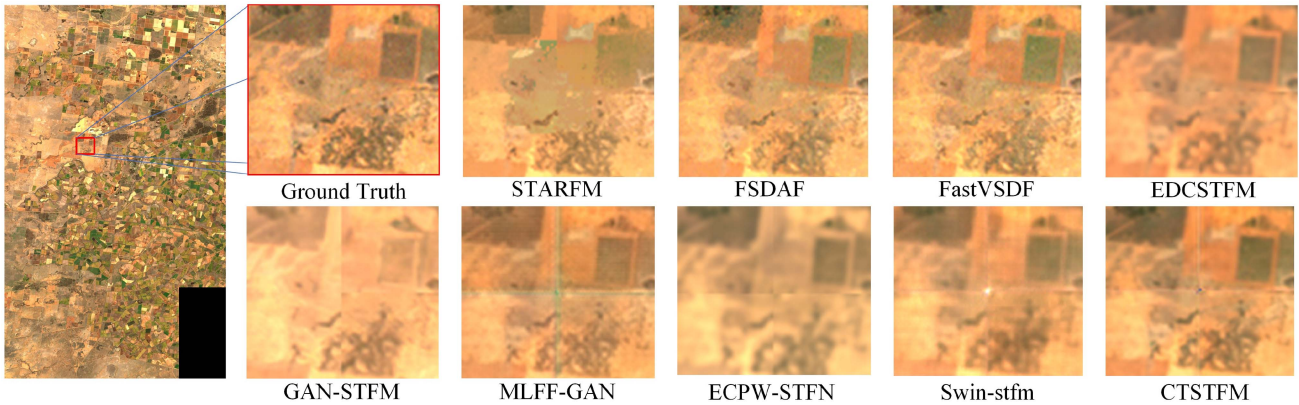 Ground Truth
STARFM
FSDAF
FastVSDF
EDCSTFM
GAN-STFM
MLFF-GAN
ECPW-STFN
Swin-stfm
CTSTFM